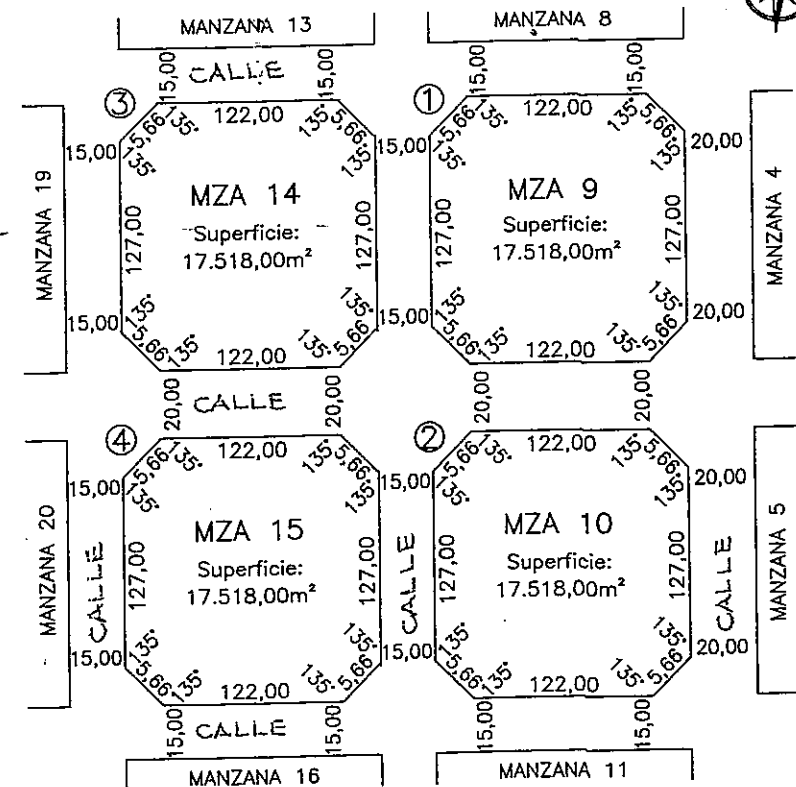 MANZANA 13
MANZANA 8
15,00 CALLE 15,00
15,00 15,00
3
1
5,66 135° 122,00 135° 5,66
5,66 135° 122,00 135° 5,66
15,00 135° 135° 15,00
135° 135° 20,00
MANZANA 19
MZA 14
MZA 9
MANZANA 4
Superficie:
17.518,00m²
Superficie:
17.518,00m²
127,00
127,00 127,00
15,00 135° 135° 15,00
135° 135° 20,00
5,66 135° 122,00 135° 5,66
5,66 135° 122,00 135° 5,66
20,00 CALLE 20,00
20,00 20,00
4
2
5,66 135° 122,00 135° 5,66
5,66 135° 122,00 135° 5,66
15,00 135° 135° 15,00
135° 135° 20,00
MANZANA 20
CALLE
MZA 15
CALLE
MZA 10
CALLE
MANZANA 5
Superficie:
17.518,00m²
Superficie:
17.518,00m²
127,00 127,00
127,00 127,00
15,00 135° 135° 15,00
135° 135° 20,00
5,66 135° 122,00 135° 5,66
5,66 135° 122,00 135° 5,66
15,00 CALLE 15,00
15,00 15,00
MANZANA 16
MANZANA 11